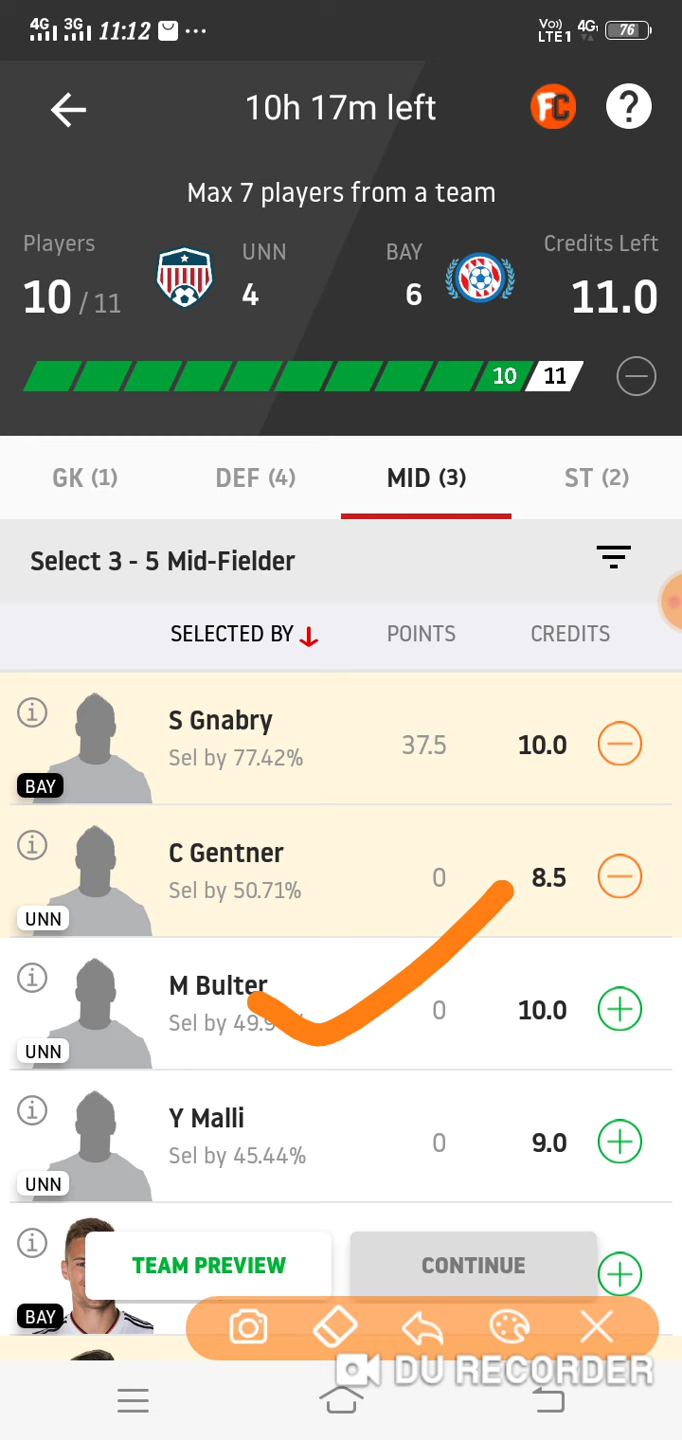 4G 3G 11:12 ... Vo) LTE 1 4G 76
10h 17m left FC ?
Max 7 players from a team
Players UNN BAY Credits Left
10 / 11 4 6 11.0
10 11
GK (1) DEF (4) MID (3) ST (2)
Select 3 - 5 Mid-Fielder
SELECTED BY POINTS CREDITS
S Gnabry
Sel by 77.42% 37.5 10.0
BAY
C Gentner
Sel by 50.71% 0 8.5
UNN
M Bulter
Sel by 0 10.0
UNN
Y Malli
Sel by 45.44% 0 9.0
UNN
TEAM PREVIEW CONTINUE
BAY
DU RECORDER